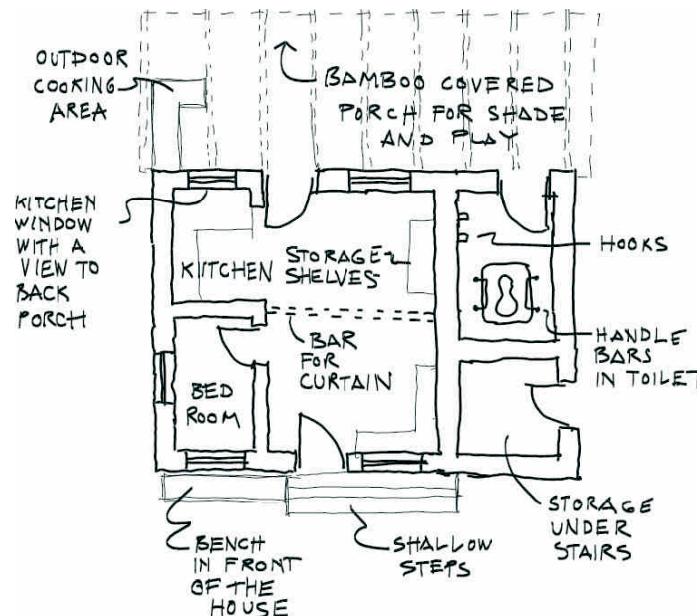 OUTDOOR
COOKING
AREA
BAMBOO COVERED
PORCH FOR SHADE
AND PLAY
KITCHEN
WINDOW
WITH A
VIEW TO
BACK
PORCH
KITCHEN
STORAGE
SHELVES
HOOKS
BAR
FOR
CURTAIN
HANDLE
BARS
IN TOILET
BED
ROOM
BENCH
IN FRONT
OF THE
HOUSE
SHALLOW
STEPS
STORAGE
UNDER
STAIRS